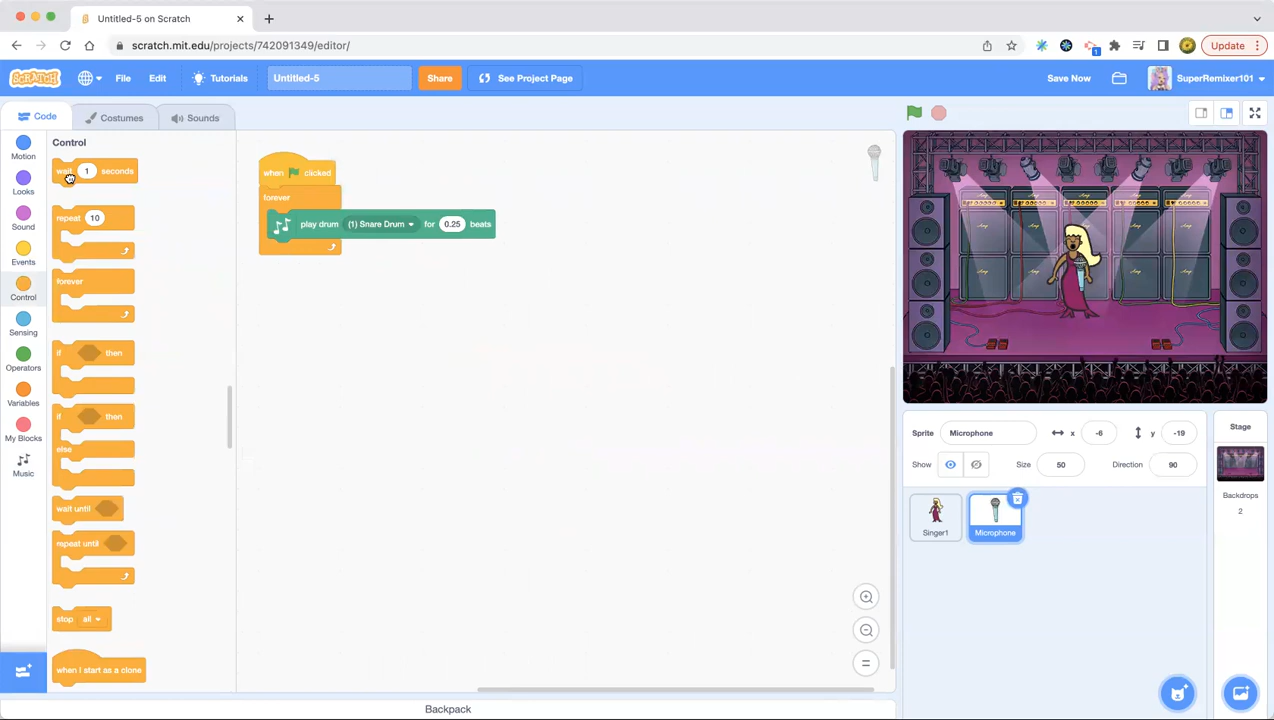 Untitled-5 on Scratch
scratch.mit.edu/projects/742091349/editor/
1
Update
SCRATCH
File
Edit
Tutorials
Untitled-5
Share
See Project Page
Save Now
SuperRemixer101
Code
Costumes
Sounds
Motion
Looks
Sound
Events
Control
Sensing
Operators
Variables
My Blocks
Music
Control
wait 1 seconds
repeat 10
forever
if then
if then
else
wait until
repeat until
stop all
when I start as a clone
when clicked
forever
play drum (1) Snare Drum for 0.25 beats
Sprite Microphone x -6 y -19
Show Size 50 Direction 90
Singer1
Microphone
Stage
Backdrops
2
Backpack